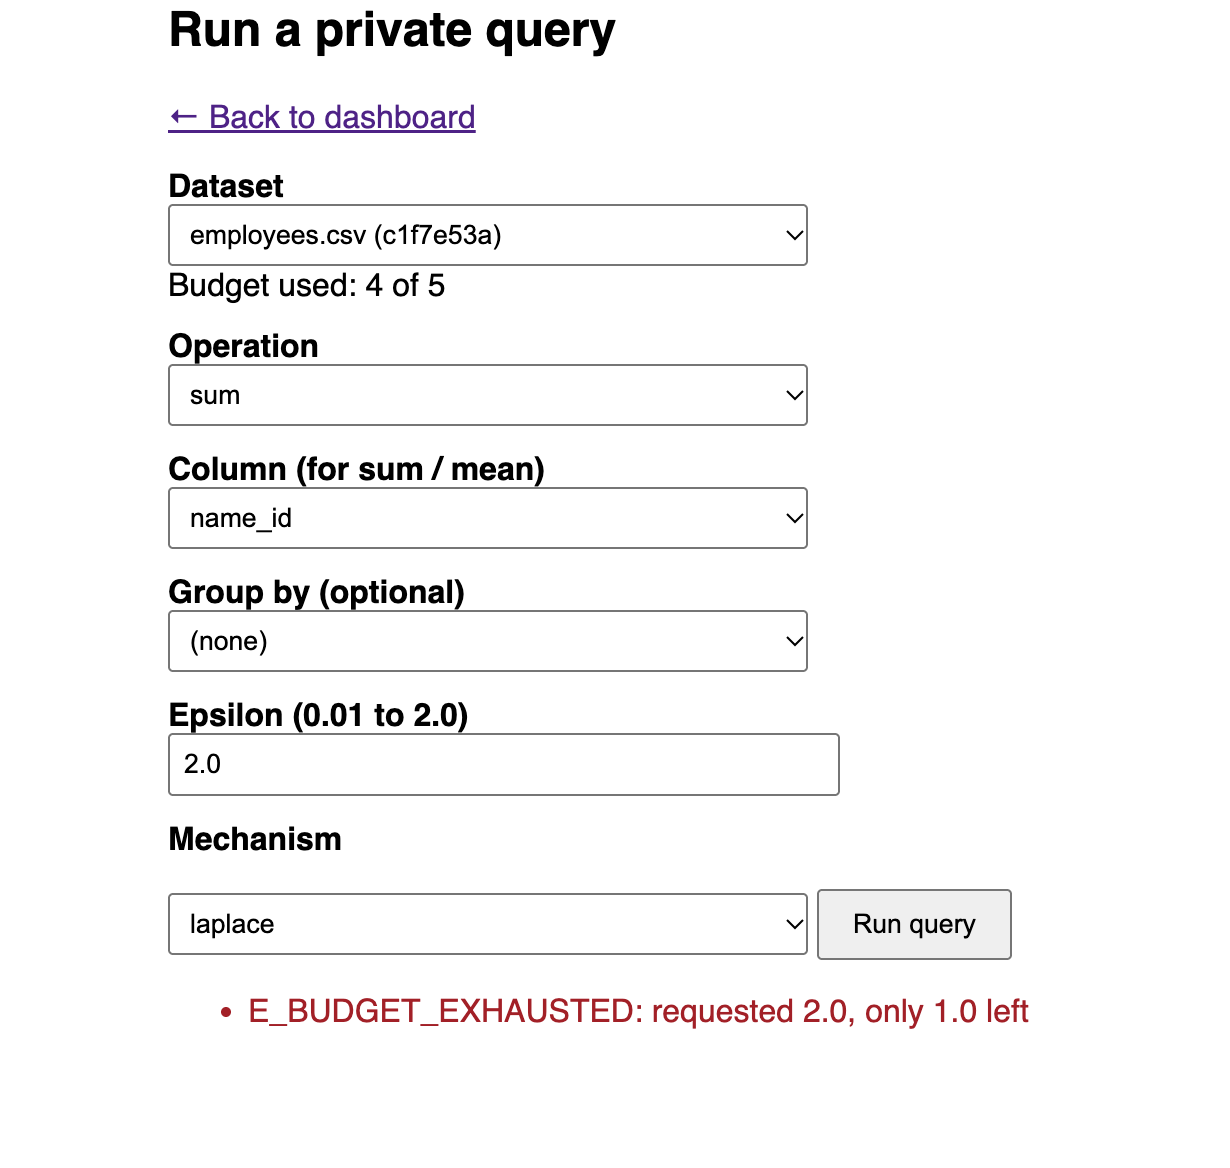 Run a private query
← Back to dashboard
Dataset
employees.csv (c1f7e53a)
Budget used: 4 of 5
Operation
sum
Column (for sum / mean)
name_id
Group by (optional)
(none)
Epsilon (0.01 to 2.0)
2.0
Mechanism
laplace
Run query
• E_BUDGET_EXHAUSTED: requested 2.0, only 1.0 left